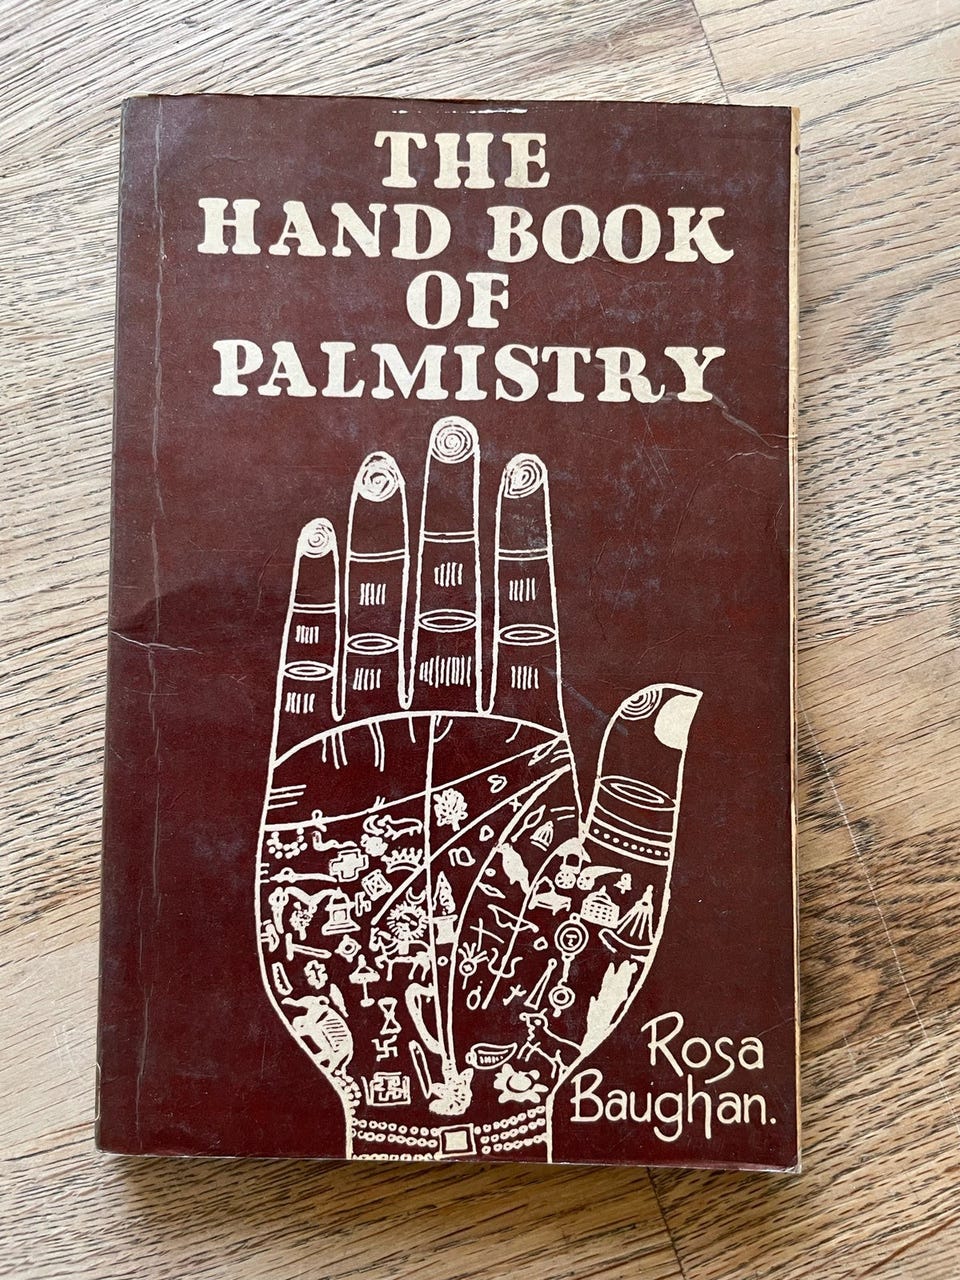 THE
HAND BOOK
OF
PALMISTRY
Rosa
Baughan.